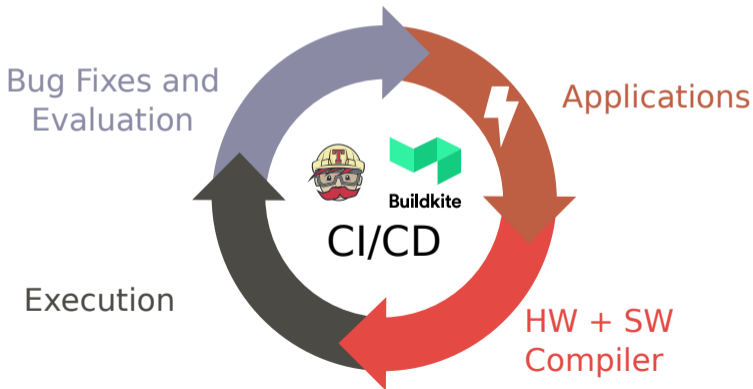 Bug Fixes and
Evaluation
Applications
T
Buildkite
CI/CD
Execution
HW + SW
Compiler